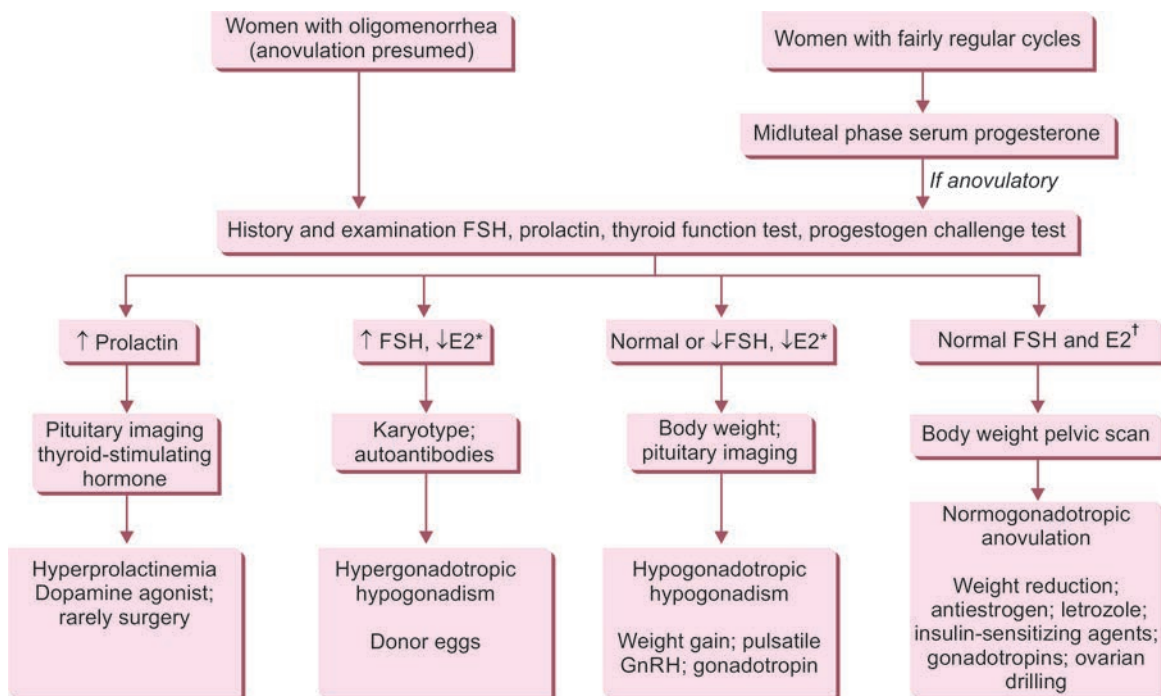 Women with oligomenorrhea
(anovulation presumed)
Women with fairly regular cycles
Midluteal phase serum progesterone
If anovulatory
History and examination FSH, prolactin, thyroid function test, progestogen challenge test
↑ Prolactin
↑ FSH, ↓E2*
Normal or ↓FSH, ↓E2*
Normal FSH and E2†
Pituitary imaging
thyroid-stimulating
hormone
Karyotype;
autoantibodies
Body weight;
pituitary imaging
Body weight pelvic scan
Hyperprolactinemia
Dopamine agonist;
rarely surgery
Hypergonadotropic
hypogonadism
Donor eggs
Hypogonadotropic
hypogonadism
Weight gain; pulsatile
GnRH; gonadotropin
Normogonadotropic
anovulation
Weight reduction;
antiestrogen; letrozole;
insulin-sensitizing agents;
gonadotropins; ovarian
drilling